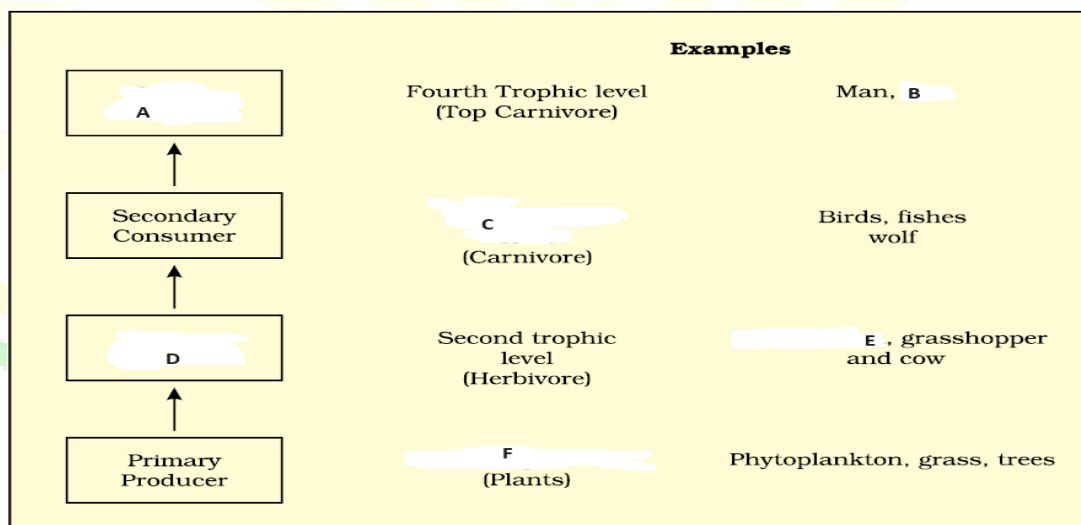 Examples
A
Fourth Trophic level
(Top Carnivore)
Man, B
Secondary
Consumer
C
(Carnivore)
Birds, fishes
wolf
D
Second trophic
level
(Herbivore)
E, grasshopper
and cow
Primary
Producer
F
(Plants)
Phytoplankton, grass, trees